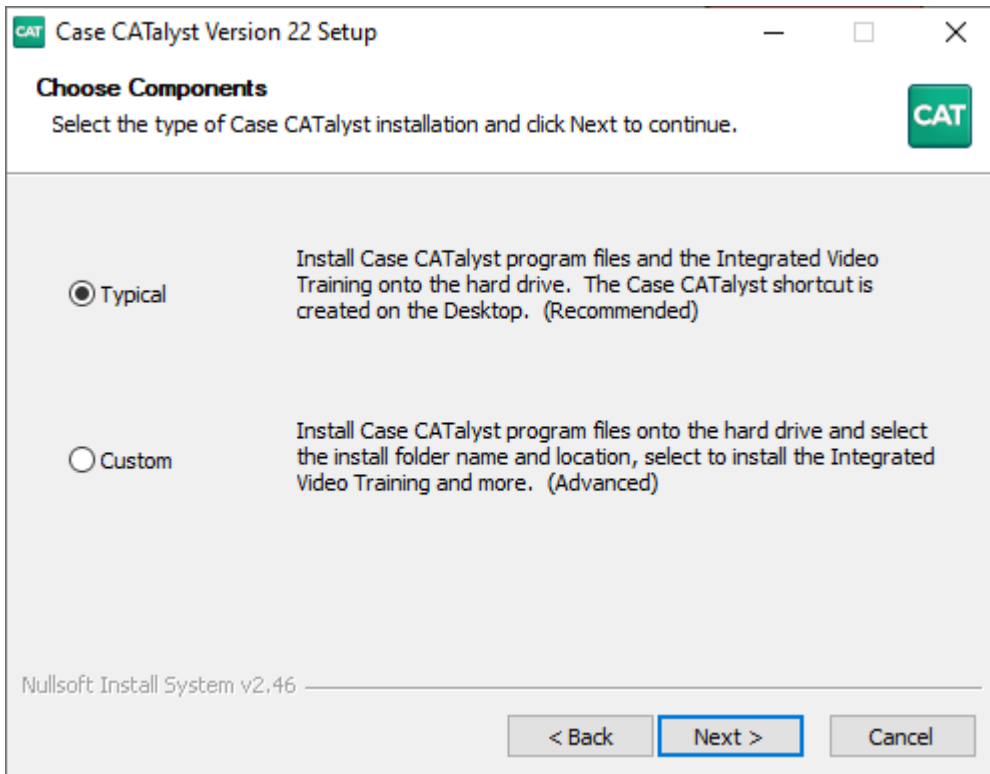 CAT Case CATalyst Version 22 Setup
Choose Components
Select the type of Case CATalyst installation and click Next to continue.
CAT
Typical
Install Case CATalyst program files and the Integrated Video
Training onto the hard drive.  The Case CATalyst shortcut is
created on the Desktop.  (Recommended)
Custom
Install Case CATalyst program files onto the hard drive and select
the install folder name and location, select to install the Integrated
Video Training and more.  (Advanced)
Nullsoft Install System v2.46
< Back Next > Cancel